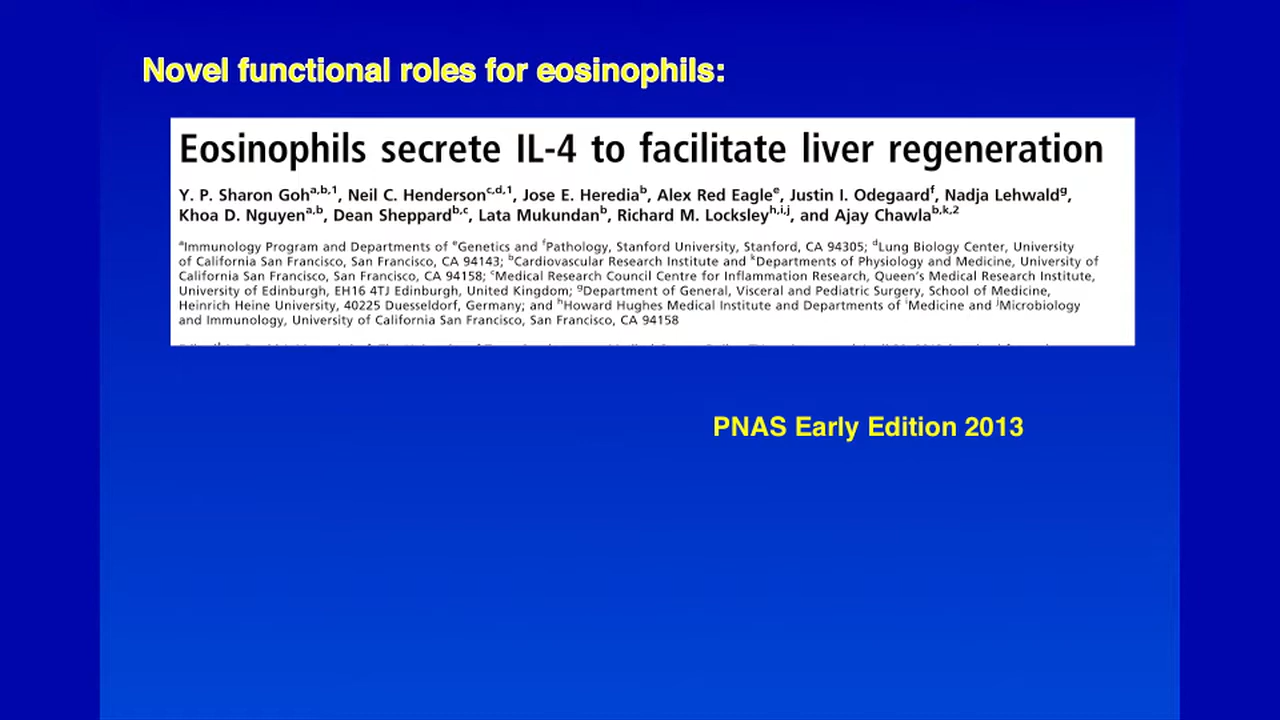 Novel functional roles for eosinophils:
Eosinophils secrete IL-4 to facilitate liver regeneration
Y. P. Sharon Goha,b,1, Neil C. Hendersonc,d,1, Jose E. Herediab, Alex Red Eaglee, Justin I. Odegaardf, Nadja Lehwaldg,
Khoa D. Nguyena,b, Dean Sheppardb,c, Lata Mukundanb, Richard M. Locksleyh,i,j, and Ajay Chawlab,k,2
aImmunology Program and Departments of eGenetics and fPathology, Stanford University, Stanford, CA 94305; dLung Biology Center, University
of California San Francisco, San Francisco, CA 94143; bCardiovascular Research Institute and kDepartments of Physiology and Medicine, University of
California San Francisco, San Francisco, CA 94158; cMedical Research Council Centre for Inflammation Research, Queen's Medical Research Institute,
University of Edinburgh, EH16 4TJ Edinburgh, United Kingdom; gDepartment of General, Visceral and Pediatric Surgery, School of Medicine,
Heinrich Heine University, 40225 Duesseldorf, Germany; and hHoward Hughes Medical Institute and Departments of iMedicine and jMicrobiology
and Immunology, University of California San Francisco, San Francisco, CA 94158
PNAS Early Edition 2013